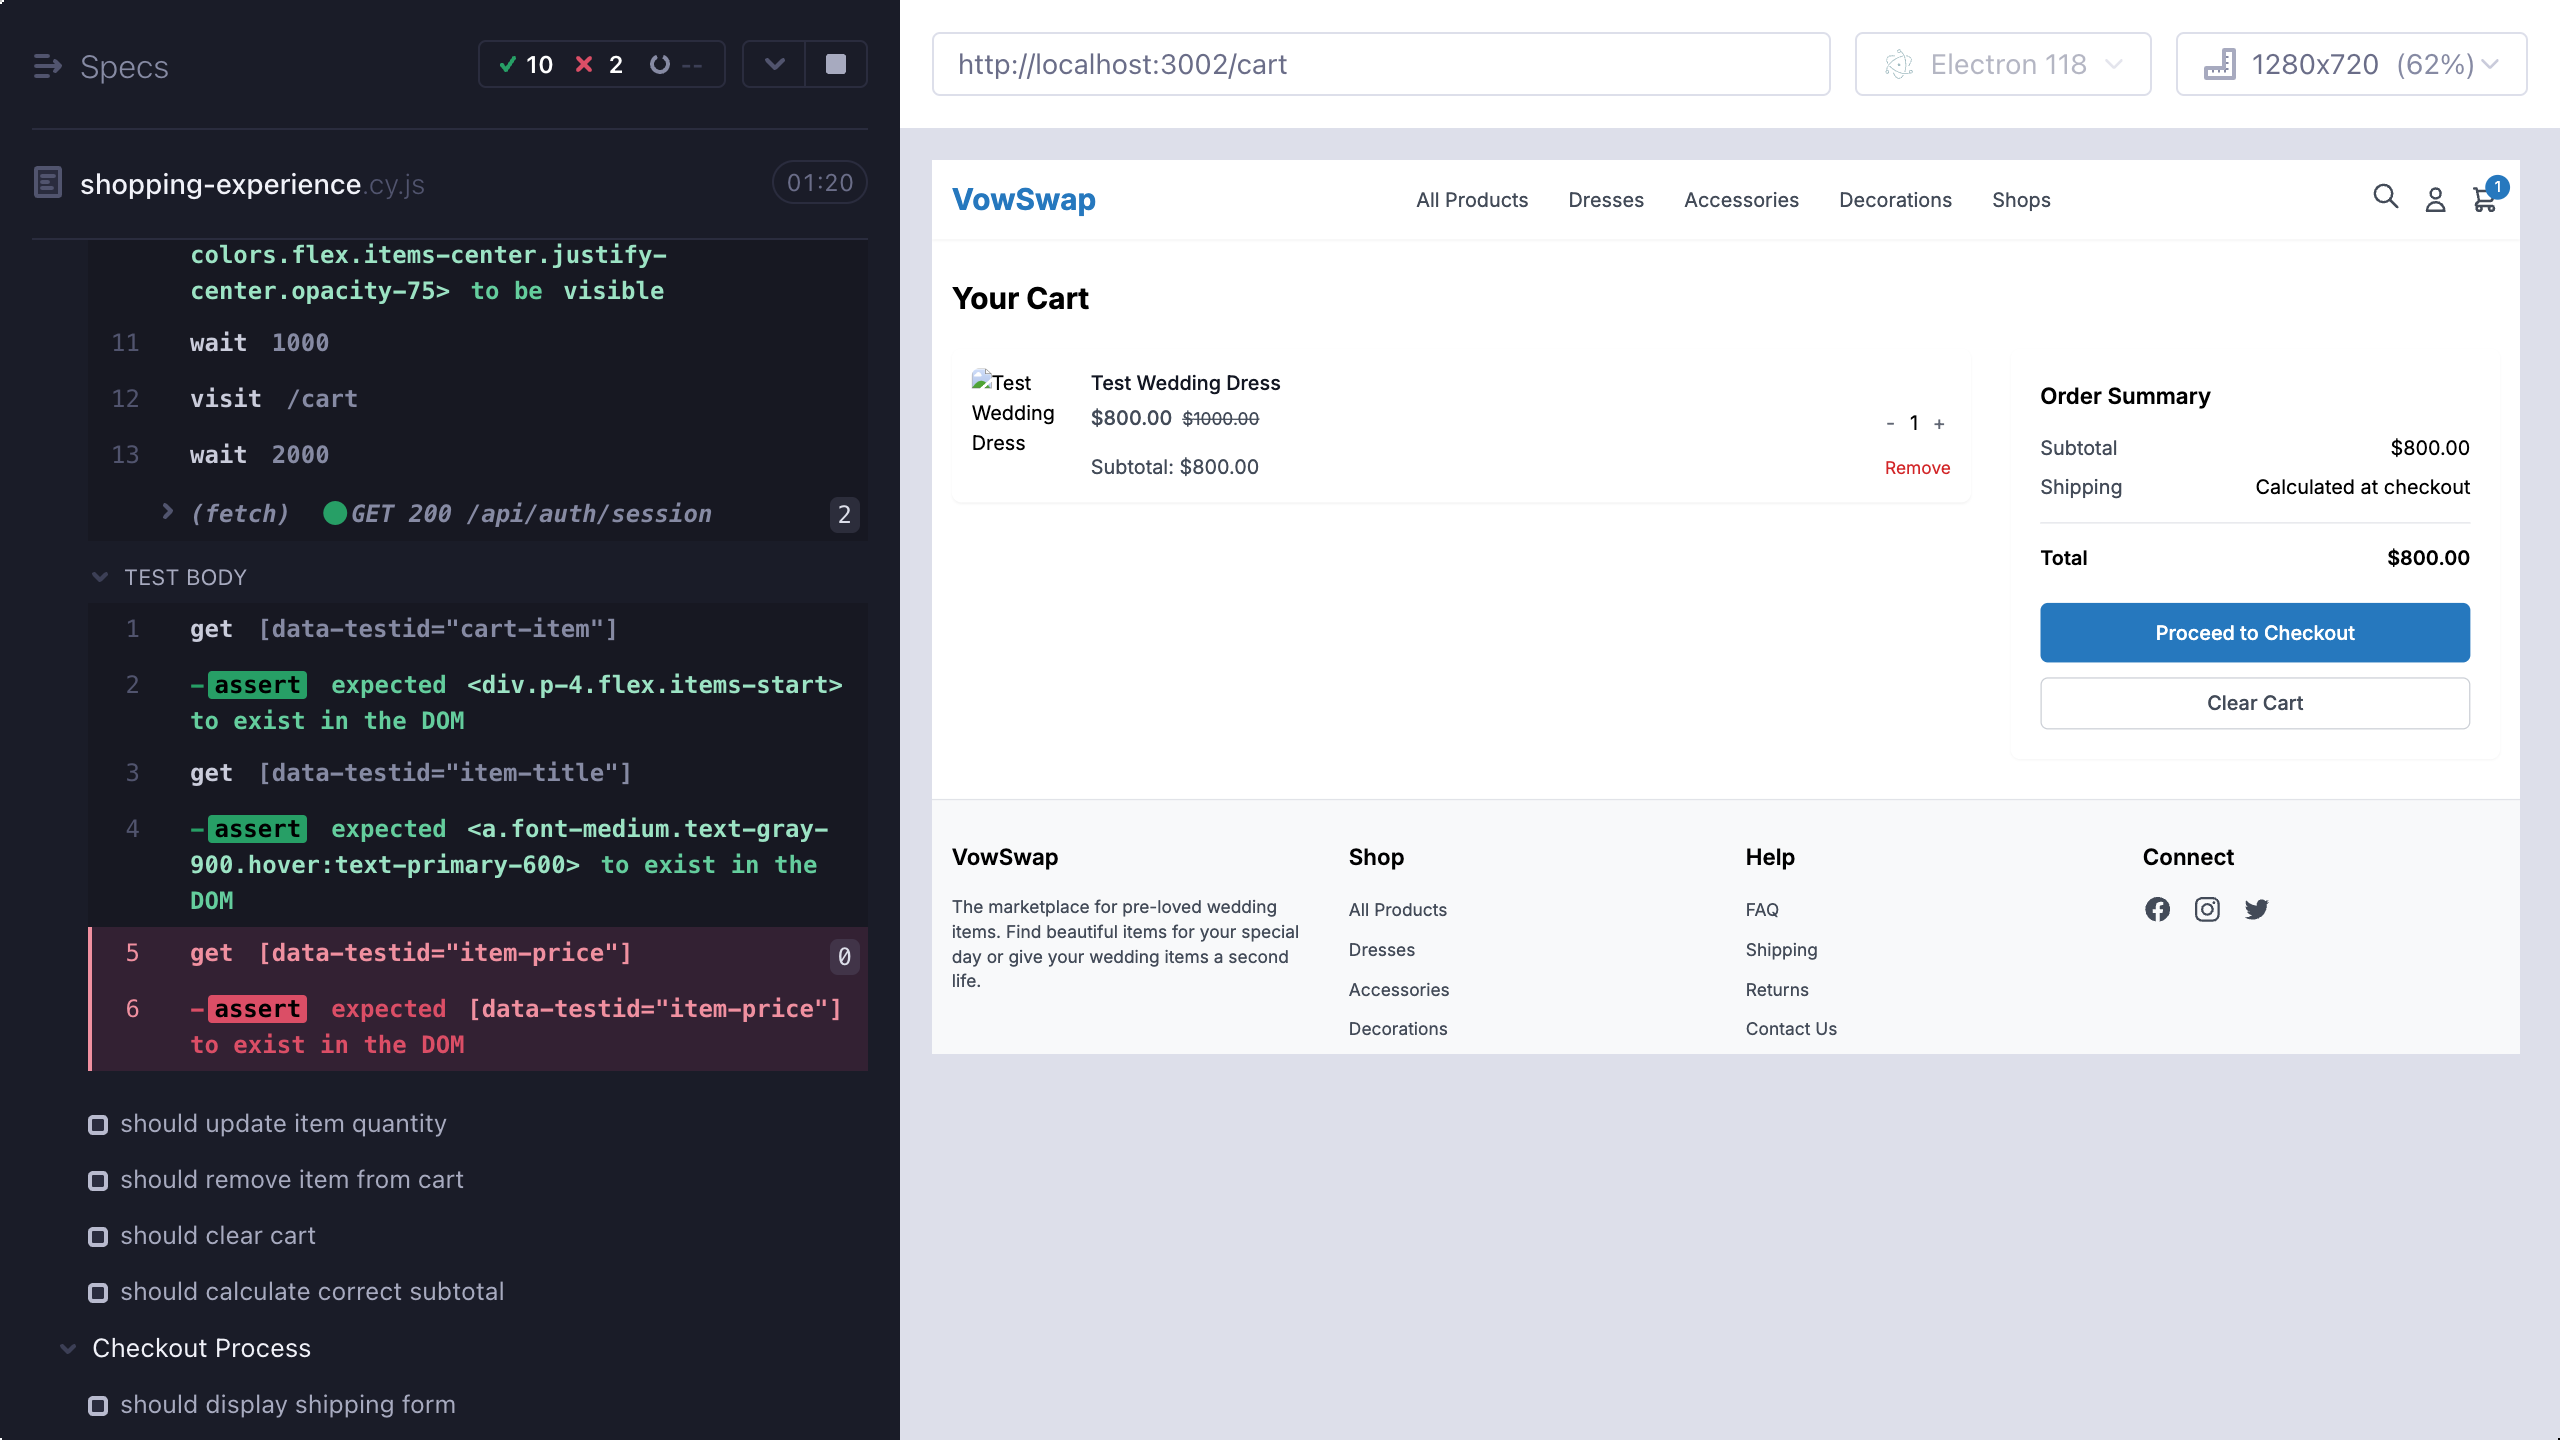 Specs
10 2 --
shopping-experience.cy.js
01:20
colors.flex.items-center.justify-
center.opacity-75> to be visible
11 wait 1000
12 visit /cart
13 wait 2000
(fetch) GET 200 /api/auth/session 2
TEST BODY
1 get [data-testid="cart-item"]
2 -assert expected <div.p-4.flex.items-start>
to exist in the DOM
3 get [data-testid="item-title"]
4 -assert expected <a.font-medium.text-gray-
900.hover:text-primary-600> to exist in the
DOM
5 get [data-testid="item-price"] 0
6 -assert expected [data-testid="item-price"]
to exist in the DOM
should update item quantity
should remove item from cart
should clear cart
should calculate correct subtotal
Checkout Process
should display shipping form
http://localhost:3002/cart
Electron 118
1280x720 (62%)
VowSwap
All Products
Dresses
Accessories
Decorations
Shops
1
Your Cart
Test
Wedding
Dress
Test Wedding Dress
$800.00 $1000.00
Subtotal: $800.00
- 1 +
Remove
Order Summary
Subtotal $800.00
Shipping Calculated at checkout
Total $800.00
Proceed to Checkout
Clear Cart
VowSwap
The marketplace for pre-loved wedding
items. Find beautiful items for your special
day or give your wedding items a second
life.
Shop
All Products
Dresses
Accessories
Decorations
Help
FAQ
Shipping
Returns
Contact Us
Connect